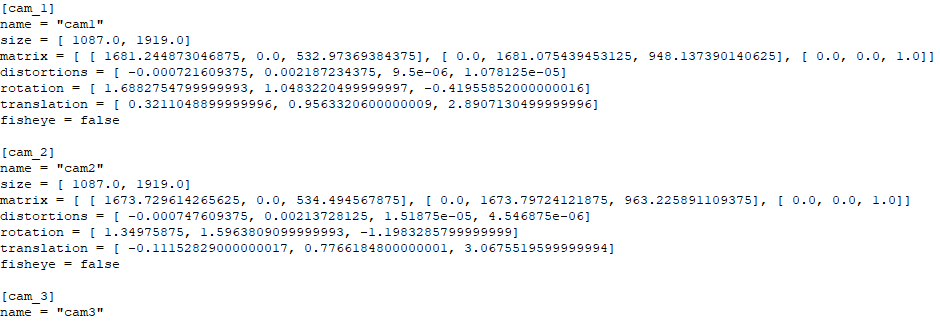 [cam_1]
name = "cam1"
size = [ 1087.0, 1919.0]
matrix = [ [ 1681.244873046875, 0.0, 532.97369384375], [ 0.0, 1681.075439453125, 948.137390140625], [ 0.0, 0.0, 1.0]]
distortions = [ -0.000721609375, 0.002187234375, 9.5e-06, 1.078125e-05]
rotation = [ 1.6882754799999993, 1.0483220499999997, -0.41955852000000016]
translation = [ 0.3211048899999996, 0.9563320600000009, 2.8907130499999996]
fisheye = false
[cam_2]
name = "cam2"
size = [ 1087.0, 1919.0]
matrix = [ [ 1673.729614265625, 0.0, 534.494567875], [ 0.0, 1673.79724121875, 963.225891109375], [ 0.0, 0.0, 1.0]]
distortions = [ -0.000747609375, 0.00213728125, 1.51875e-05, 4.546875e-06]
rotation = [ 1.34975875, 1.5963809099999993, -1.1983285799999999]
translation = [ -0.11152829000000017, 0.7766184800000001, 3.0675519599999994]
fisheye = false
[cam_3]
name = "cam3"